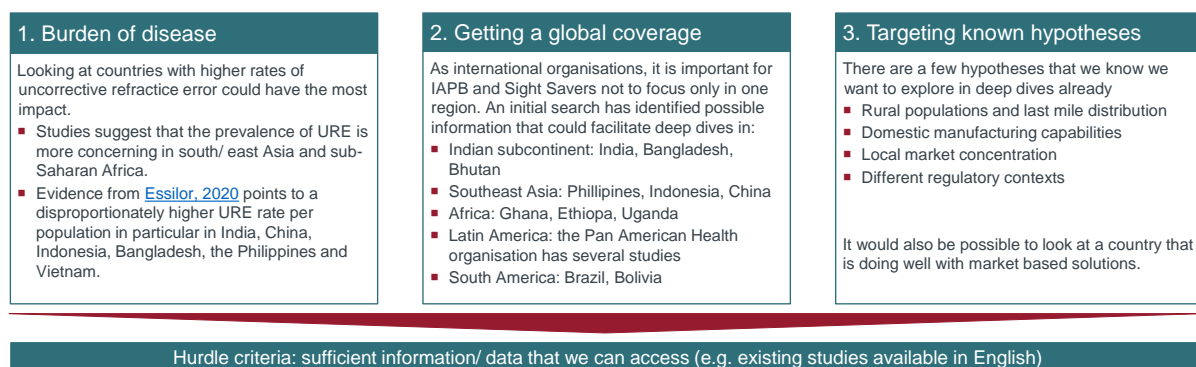 1. Burden of disease
Looking at countries with higher rates of
uncorrective refractice error could have the most
impact.
■ Studies suggest that the prevalence of URE is
more concerning in south/ east Asia and sub-
Saharan Africa.
■ Evidence from Essilor, 2020 points to a
disproportionately higher URE rate per
population in particular in India, China,
Indonesia, Bangladesh, the Philippines and
Vietnam.
2. Getting a global coverage
As international organisations, it is important for
IAPB and Sight Savers not to focus only in one
region. An initial search has identified possible
information that could facilitate deep dives in:
■ Indian subcontinent: India, Bangladesh,
Bhutan
■ Southeast Asia: Phillipines, Indonesia, China
■ Africa: Ghana, Ethiopa, Uganda
■ Latin America: the Pan American Health
organisation has several studies
■ South America: Brazil, Bolivia
3. Targeting known hypotheses
There are a few hypotheses that we know we
want to explore in deep dives already
■ Rural populations and last mile distribution
■ Domestic manufacturing capabilities
■ Local market concentration
■ Different regulatory contexts
It would also be possible to look at a country that
is doing well with market based solutions.
Hurdle criteria: sufficient information/ data that we can access (e.g. existing studies available in English)